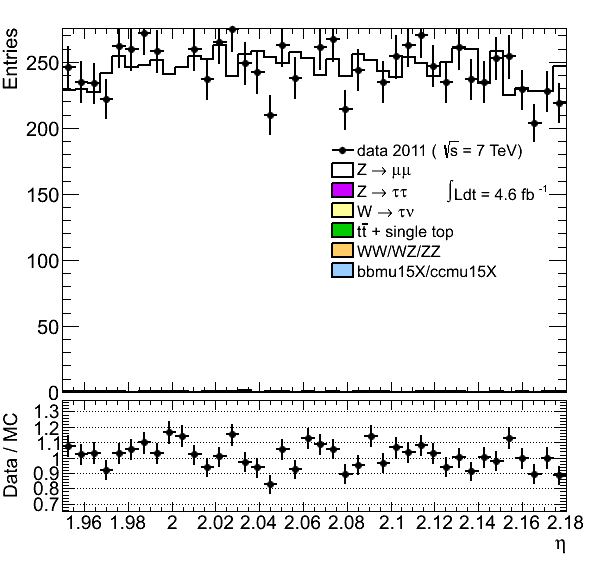 Entries
250
200
150
100
50
0
data 2011 ( √s = 7 TeV)
Z → μμ
Z → ττ
∫Ldt = 4.6 fb⁻¹
W → τν
tt̄ + single top
WW/WZ/ZZ
bbmu15X/ccmu15X
Data / MC
1.3
1.2
1.1
1
0.9
0.8
0.7
1.96 1.98 2 2.02 2.04 2.06 2.08 2.1 2.12 2.14 2.16 2.18
η